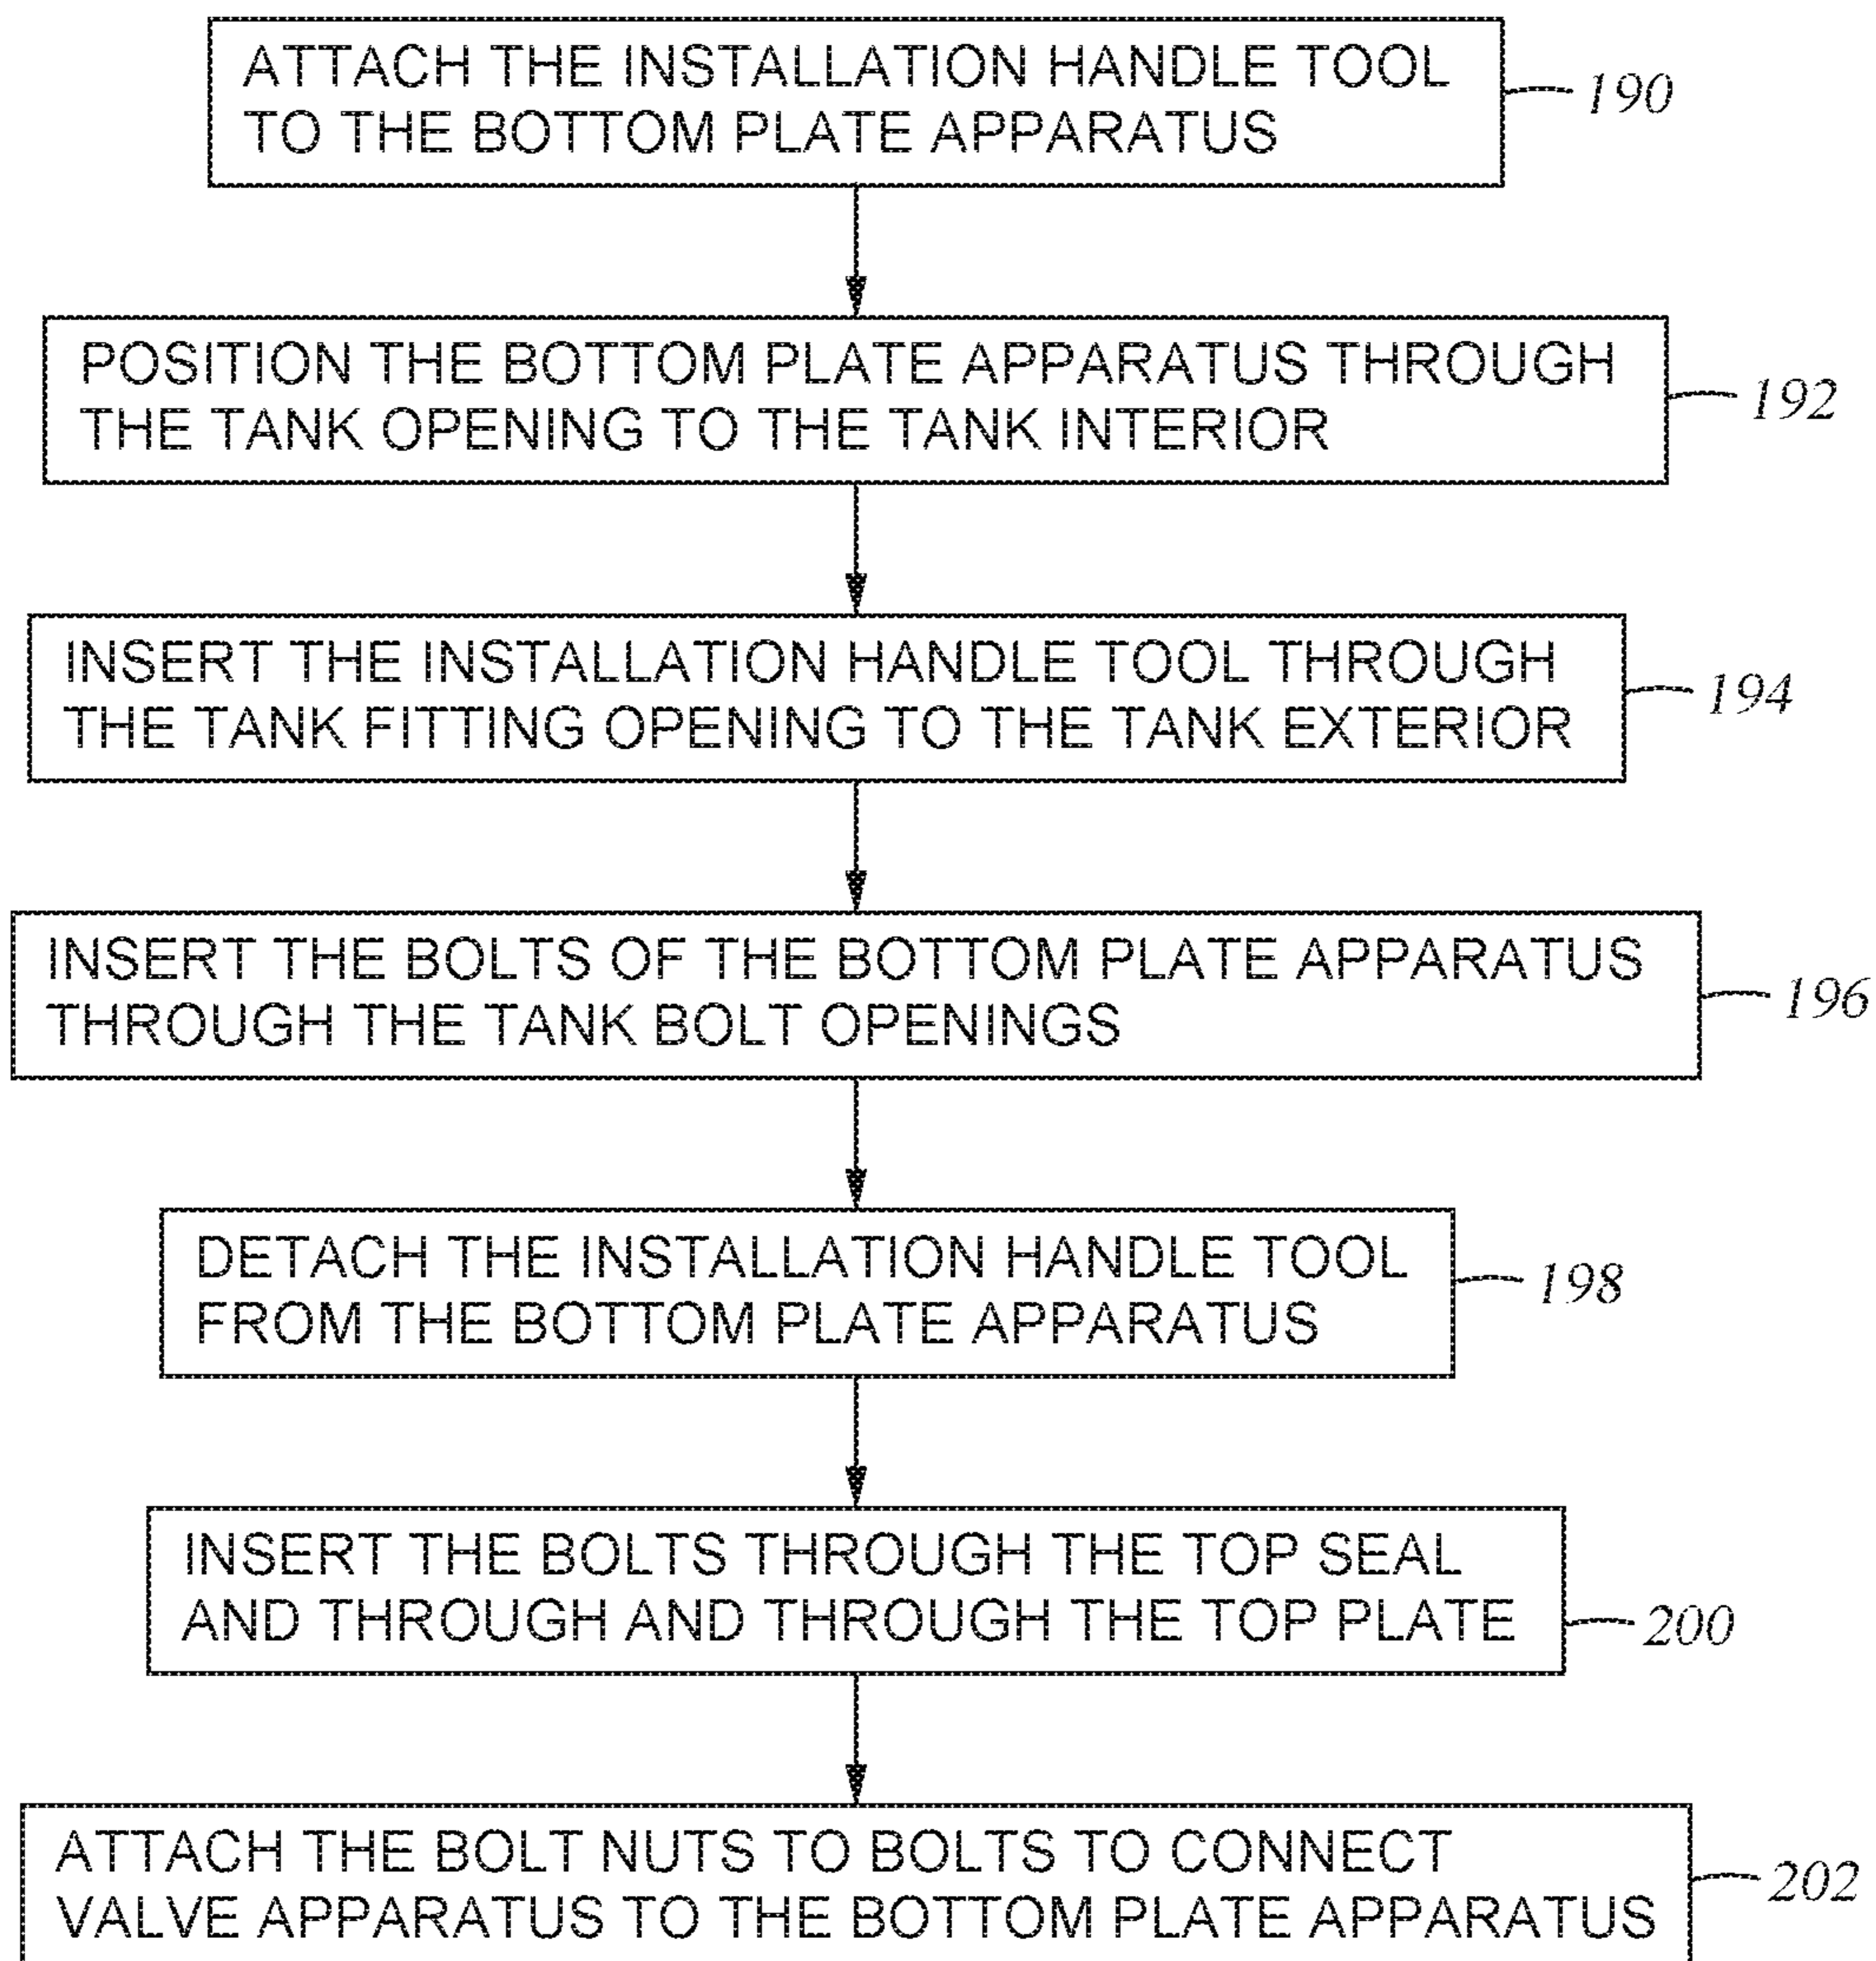 ATTACH THE INSTALLATION HANDLE TOOL
TO THE BOTTOM PLATE APPARATUS
190
POSITION THE BOTTOM PLATE APPARATUS THROUGH
THE TANK OPENING TO THE TANK INTERIOR
192
INSERT THE INSTALLATION HANDLE TOOL THROUGH
THE TANK FITTING OPENING TO THE TANK EXTERIOR
194
INSERT THE BOLTS OF THE BOTTOM PLATE APPARATUS
THROUGH THE TANK BOLT OPENINGS
196
DETACH THE INSTALLATION HANDLE TOOL
FROM THE BOTTOM PLATE APPARATUS
198
INSERT THE BOLTS THROUGH THE TOP SEAL
AND THROUGH AND THROUGH THE TOP PLATE
200
ATTACH THE BOLT NUTS TO BOLTS TO CONNECT
VALVE APPARATUS TO THE BOTTOM PLATE APPARATUS
202